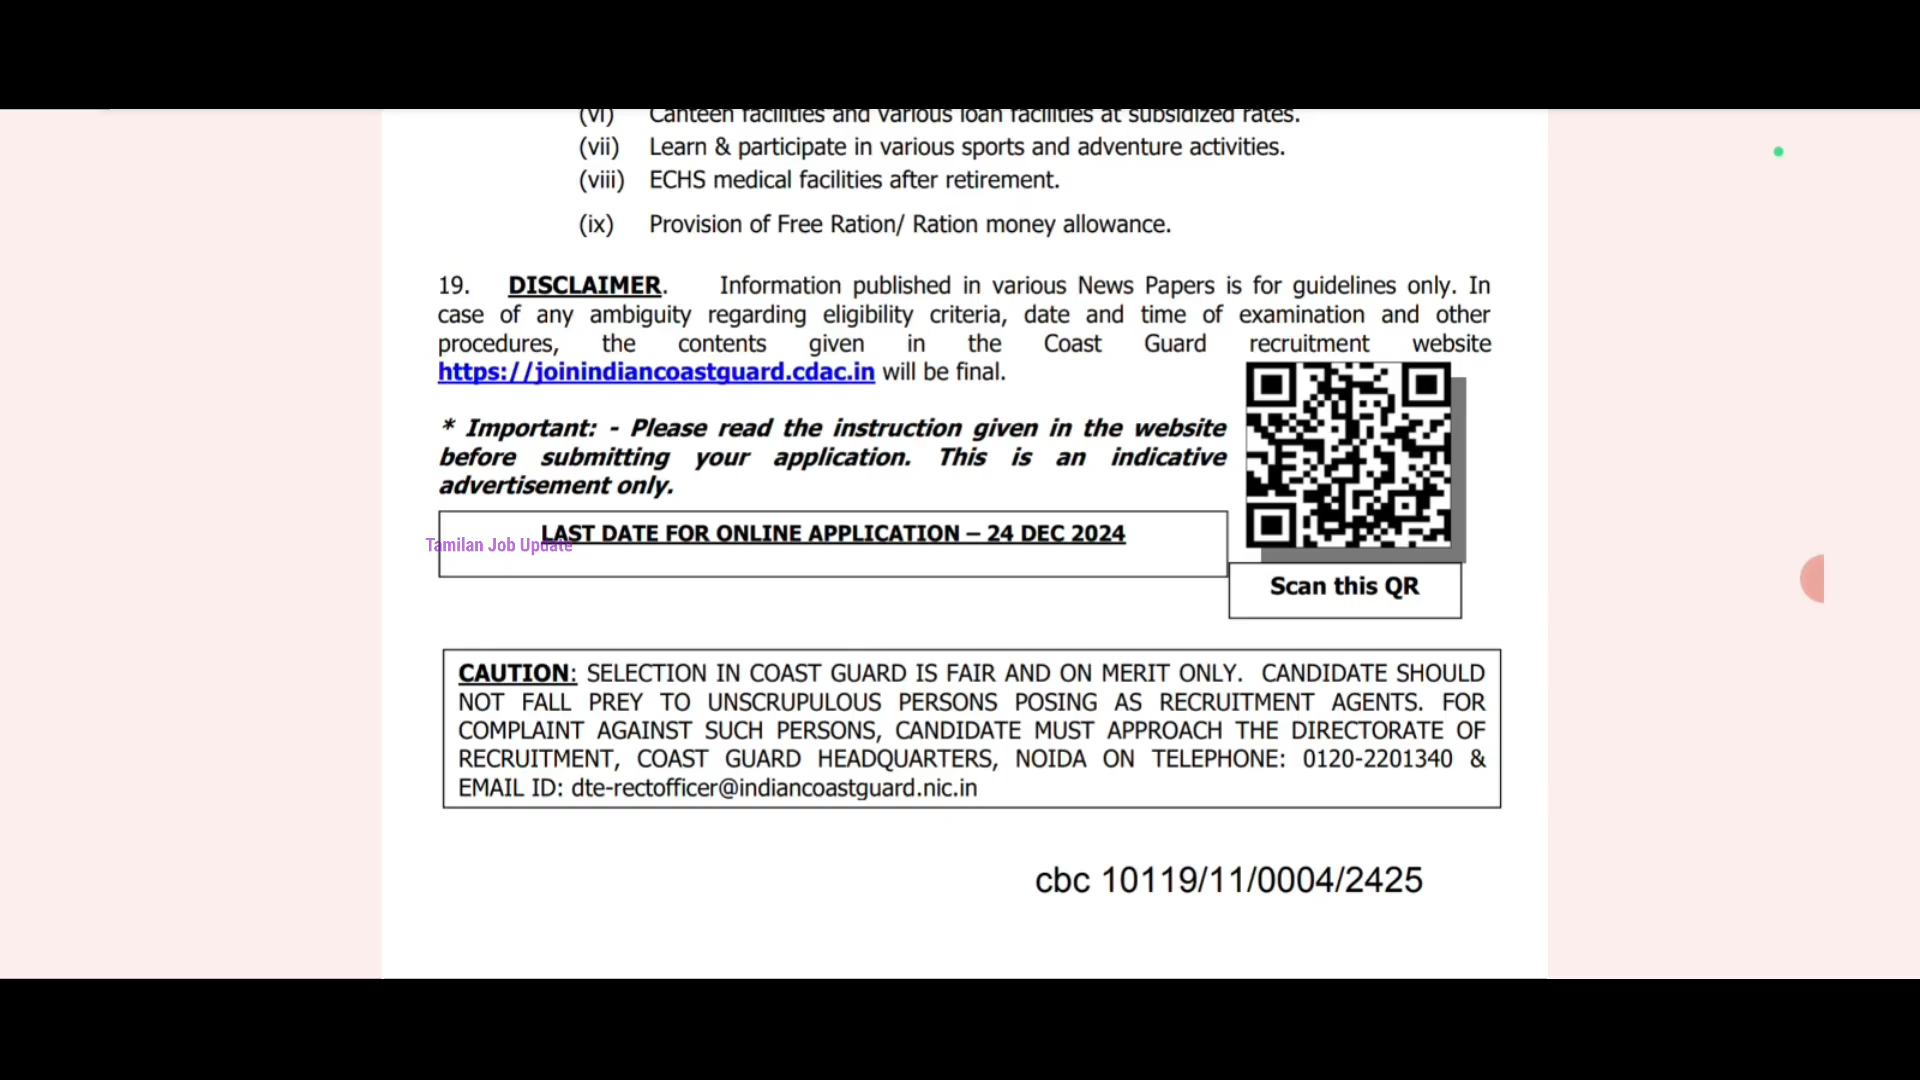 (vi) Canteen facilities and various loan facilities at subsidized rates.
(vii) Learn & participate in various sports and adventure activities.
(viii) ECHS medical facilities after retirement.
(ix) Provision of Free Ration/ Ration money allowance.
19. DISCLAIMER. Information published in various News Papers is for guidelines only. In
case of any ambiguity regarding eligibility criteria, date and time of examination and other
procedures, the contents given in the Coast Guard recruitment website
https://joinindiancoastguard.cdac.in will be final.
* Important: - Please read the instruction given in the website
before submitting your application. This is an indicative
advertisement only.
LAST DATE FOR ONLINE APPLICATION – 24 DEC 2024
Tamilan Job Update
Scan this QR
CAUTION: SELECTION IN COAST GUARD IS FAIR AND ON MERIT ONLY. CANDIDATE SHOULD
NOT FALL PREY TO UNSCRUPULOUS PERSONS POSING AS RECRUITMENT AGENTS. FOR
COMPLAINT AGAINST SUCH PERSONS, CANDIDATE MUST APPROACH THE DIRECTORATE OF
RECRUITMENT, COAST GUARD HEADQUARTERS, NOIDA ON TELEPHONE: 0120-2201340 &
EMAIL ID: dte-rectofficer@indiancoastguard.nic.in
cbc 10119/11/0004/2425